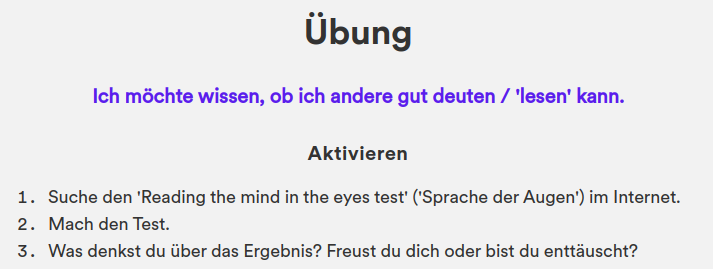 Übung
Ich möchte wissen, ob ich andere gut deuten / 'lesen' kann.
Aktivieren
1. Suche den 'Reading the mind in the eyes test' ('Sprache der Augen') im Internet.
2. Mach den Test.
3. Was denkst du über das Ergebnis? Freust du dich oder bist du enttäuscht?